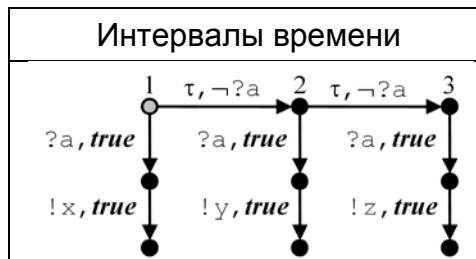 Интервалы времени
1 τ,¬?a 2 τ,¬?a 3
?a,true ?a,true ?a,true
!x,true !y,true !z,true